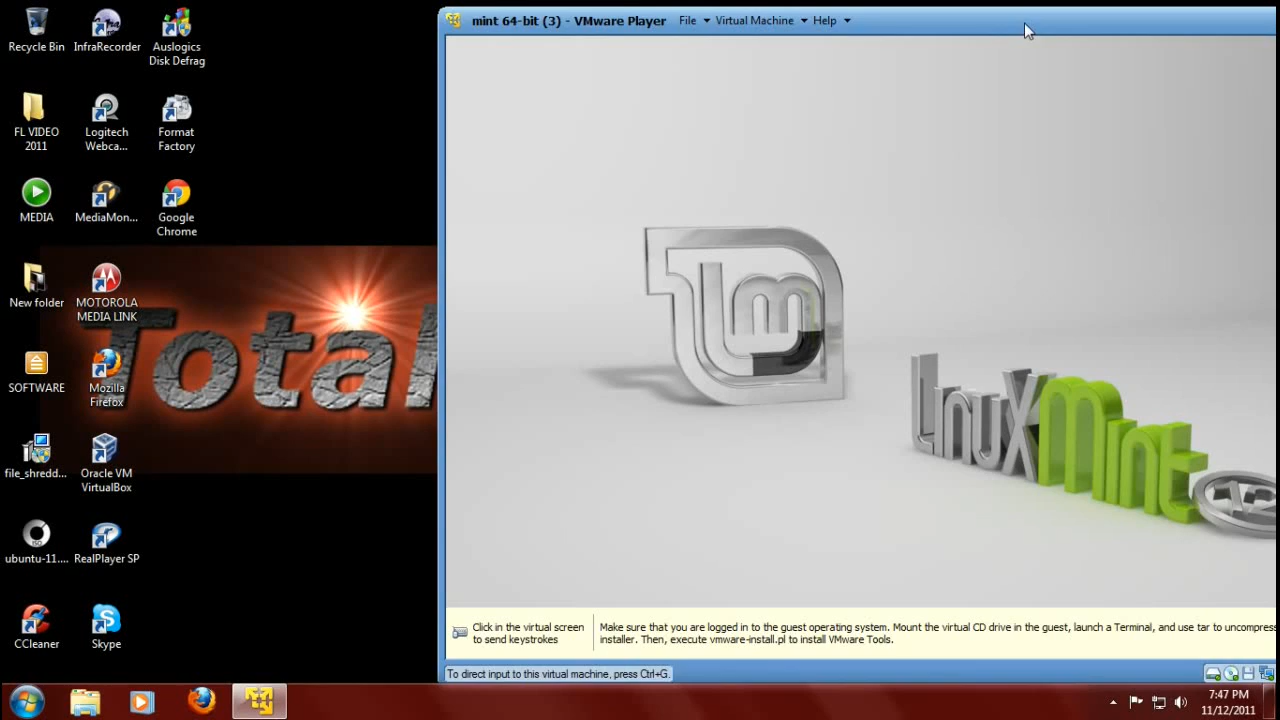 mint 64-bit (3) - VMware Player File Virtual Machine Help
Recycle Bin
InfraRecorder
Auslogics
Disk Defrag
FL VIDEO
2011
Logitech
Webca...
Format
Factory
MEDIA
MediaMon...
Google
Chrome
New folder
MOTOROLA
MEDIA LINK
SOFTWARE
Mozilla
Firefox
file_shredd...
Oracle VM
VirtualBox
ubuntu-11....
RealPlayer SP
CCleaner
Skype
Total
lm
LinuxMint
12
Click in the virtual screen
to send keystrokes
Make sure that you are logged in to the guest operating system. Mount the virtual CD drive in the guest, launch a Terminal, and use tar to uncompress
installer. Then, execute vmware-install.pl to install VMware Tools.
To direct input to this virtual machine, press Ctrl+G.
7:47 PM
11/12/2011